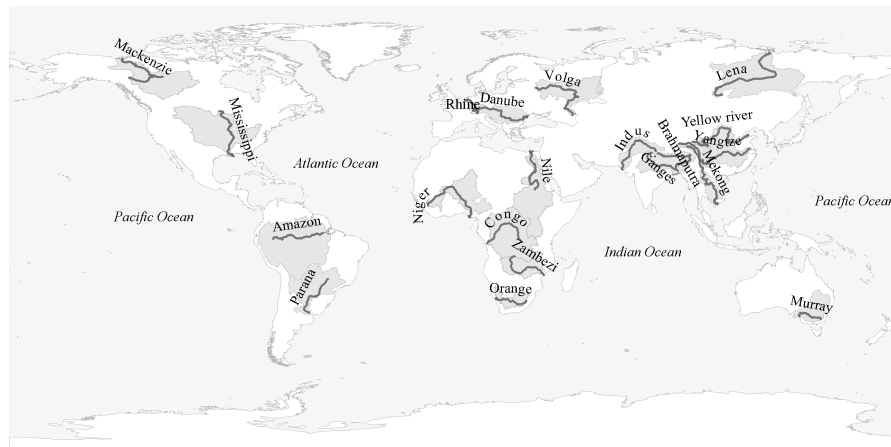 Mackenzie
Volga
Lena
Rhine
Danube
Mississippi
Yellow river
Indus
Yangtze
Brahmaputra
Ganges
Mekong
Atlantic Ocean
Nile
Niger
Pacific Ocean
Pacific Ocean
Amazon
Congo
Zambezi
Indian Ocean
Parana
Orange
Murray